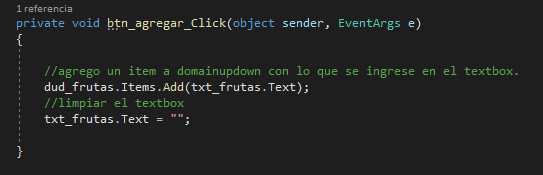 1 referencia
private void btn_agregar_Click(object sender, EventArgs e)
{
//agrego un item a domainupdown con lo que se ingrese en el textbox.
dud_frutas.Items.Add(txt_frutas.Text);
//limpiar el textbox
txt_frutas.Text = "";
}